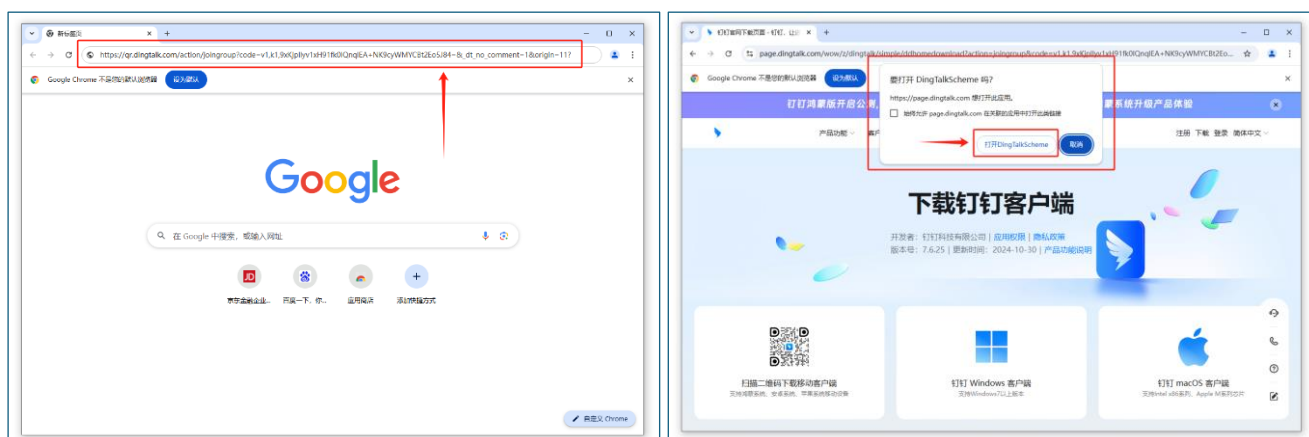 新标签页
https://qr.dingtalk.com/action/joingroup?code=v1,k1,9xKjpIlyv1xH91fk0IQnqIEA+NK9cyWMYCBt2Eo5J84=&_dt_no_comment=1&origin=11?
Google Chrome 不是您的默认浏览器
设为默认
Google
在 Google 中搜索，或输入网址
JD
京东金融企业...
百度一下，你...
应用商店
添加快捷方式
自定义 Chrome
钉钉官网下载页面 - 钉钉，让
page.dingtalk.com/wow/z/dingtalk/simple/ddhomedownload?action=joingroup&code=v1,k1,9xKjpIlyv1xH91fk0IQnqIEA+NK9cyWMYCBt2Eo...
Google Chrome 不是您的默认浏览器
设为默认
要打开 DingTalkScheme 吗?
https://page.dingtalk.com 想打开此应用。
始终允许 page.dingtalk.com 在关联的应用中打开此类链接
打开DingTalkScheme
取消
钉钉鸿蒙版开启公测,
蒙系统升级产品体验
产品功能
客户
注册 下载 登录 简体中文
下载钉钉客户端
开发者：钉钉科技有限公司 | 应用权限 | 隐私政策
版本号：7.6.25 | 更新时间：2024-10-30 | 产品功能说明
扫描二维码下载移动客户端
支持鸿蒙系统、安卓系统、苹果系统移动设备
钉钉 Windows 客户端
支持Windows7以上版本
钉钉 macOS 客户端
支持Intel x86系列、Apple M系列芯片